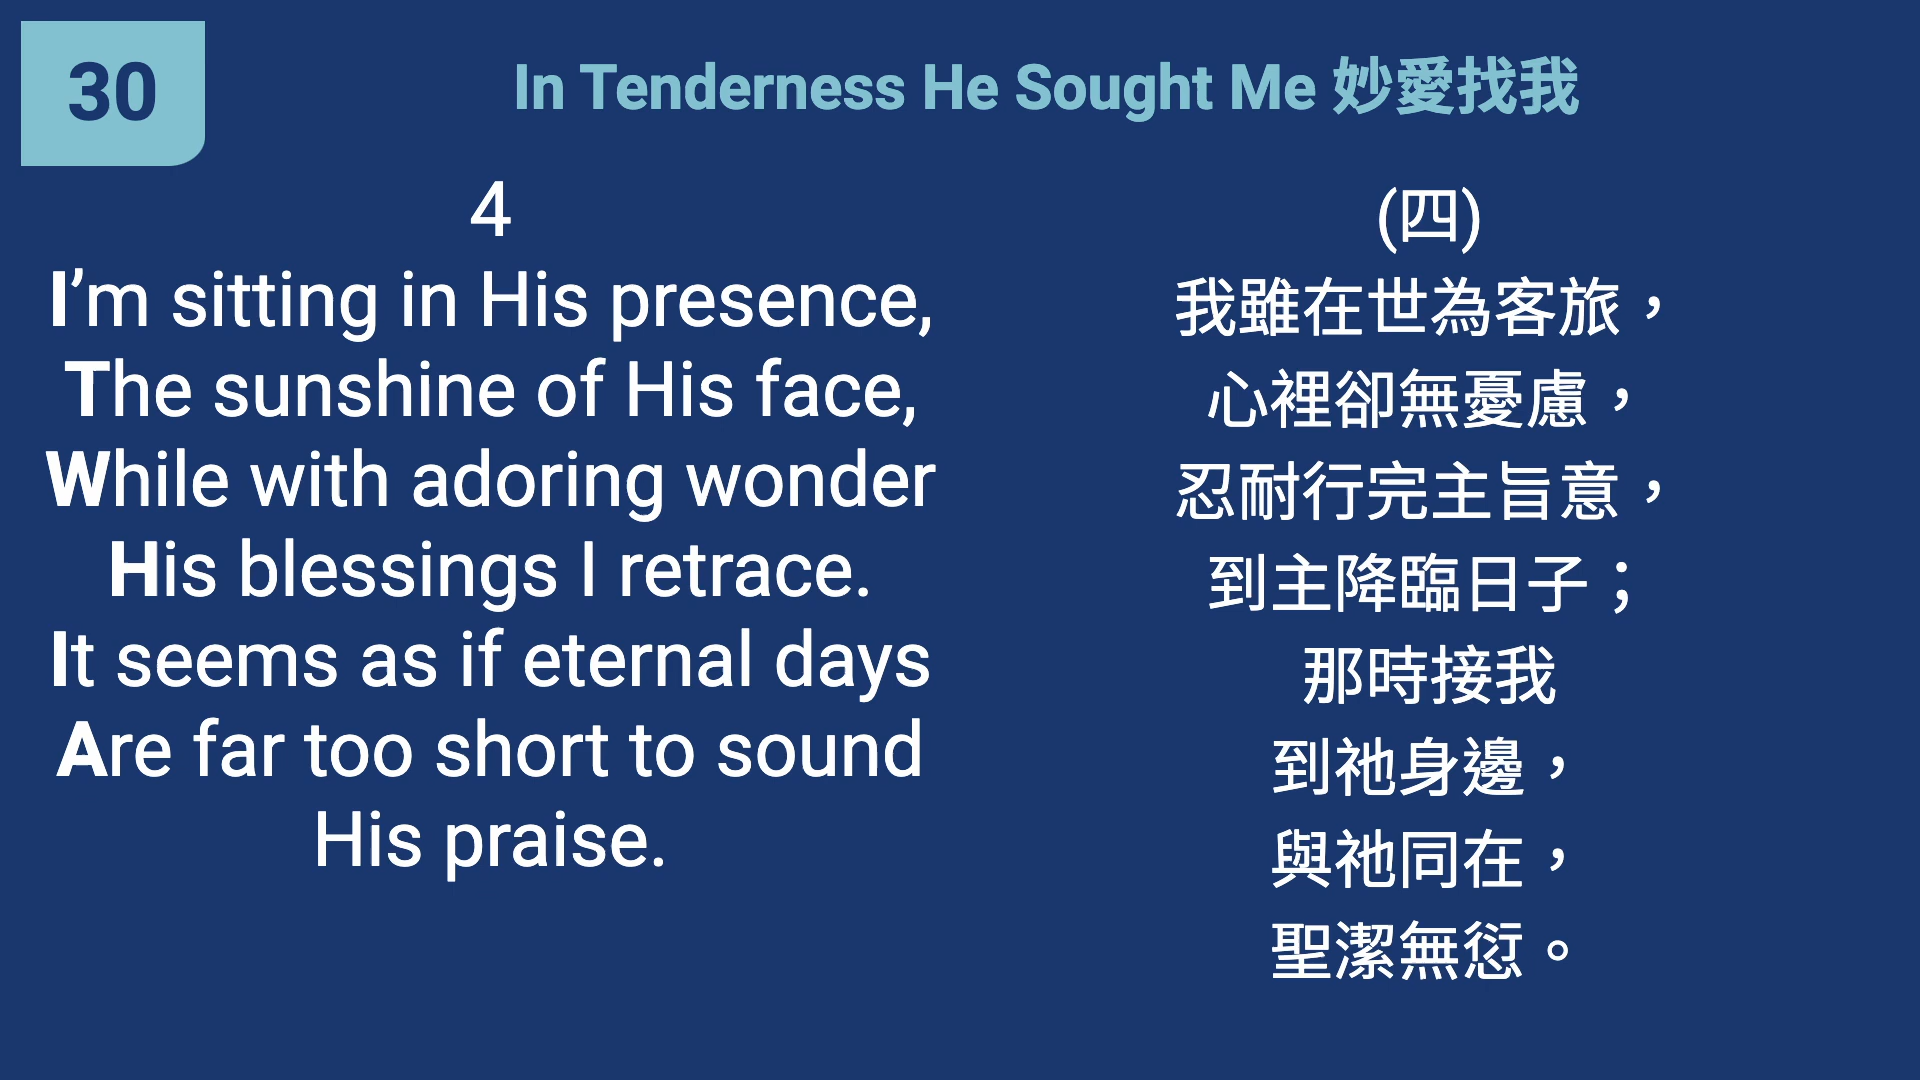 30
In Tenderness He Sought Me 妙愛找我
4
I’m sitting in His presence,
The sunshine of His face,
While with adoring wonder
His blessings I retrace.
It seems as if eternal days
Are far too short to sound
His praise.
(四)
我雖在世為客旅，
心裡卻無憂慮，
忍耐行完主旨意，
到主降臨日子；
那時接我
到祂身邊，
與祂同在，
聖潔無愆。